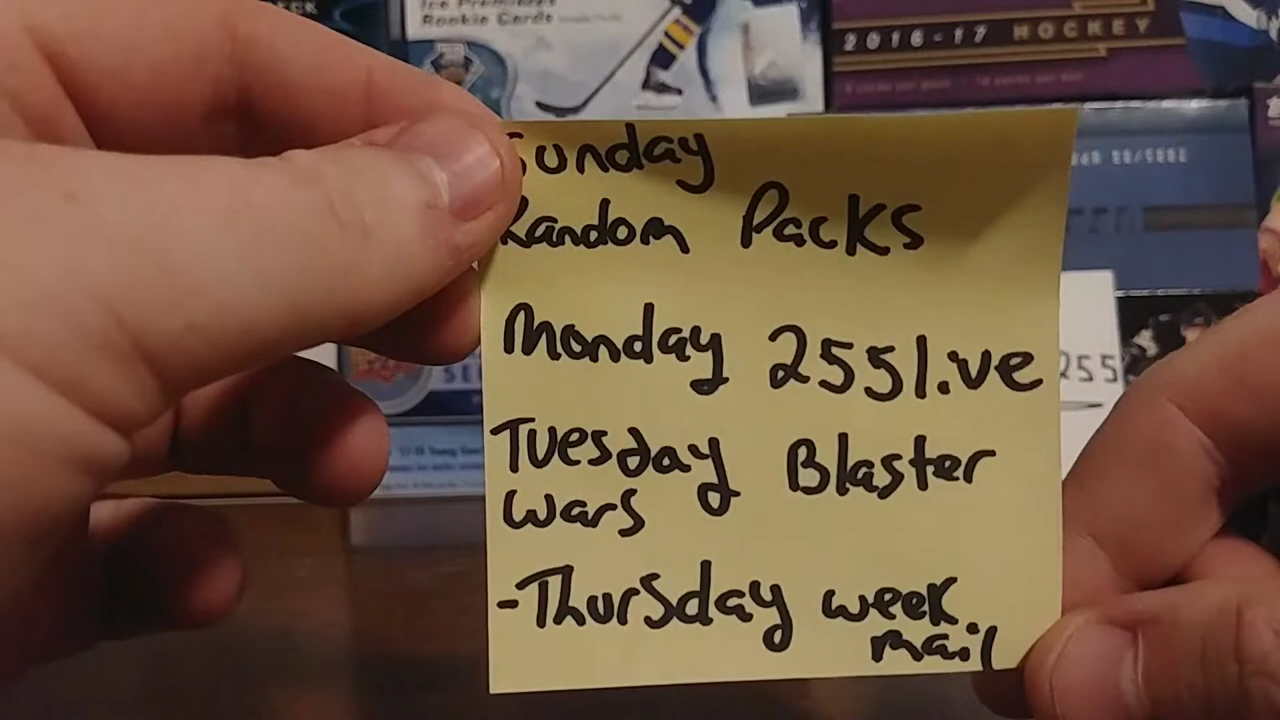 Ice Premieres
Rookie Cards
2016-17 HOCKEY
Sunday
Random Packs
Monday 255 live
Tuesday Blaster
Wars
-Thursday week
mail
255